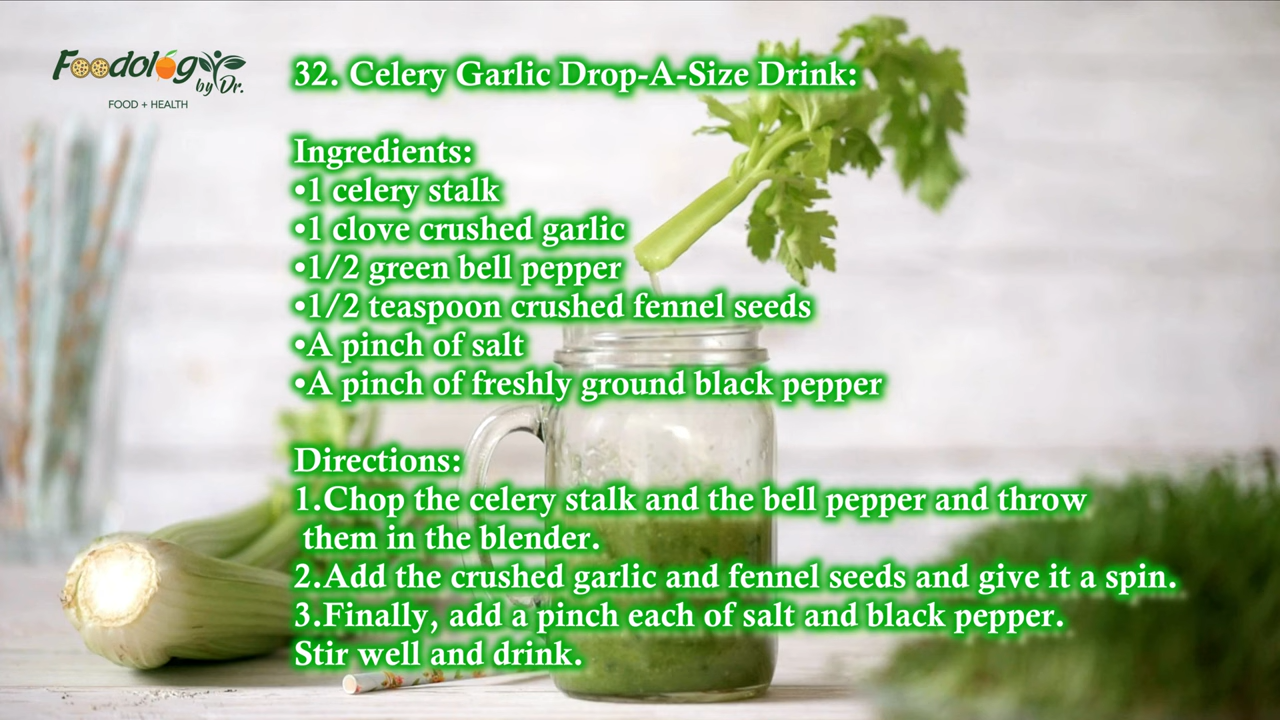 Foodology
by Dr.
FOOD + HEALTH
32. Celery Garlic Drop-A-Size Drink:
Ingredients:
•1 celery stalk
•1 clove crushed garlic
•1/2 green bell pepper
•1/2 teaspoon crushed fennel seeds
•A pinch of salt
•A pinch of freshly ground black pepper
Directions:
1.Chop the celery stalk and the bell pepper and throw
them in the blender.
2.Add the crushed garlic and fennel seeds and give it a spin.
3.Finally, add a pinch each of salt and black pepper.
Stir well and drink.